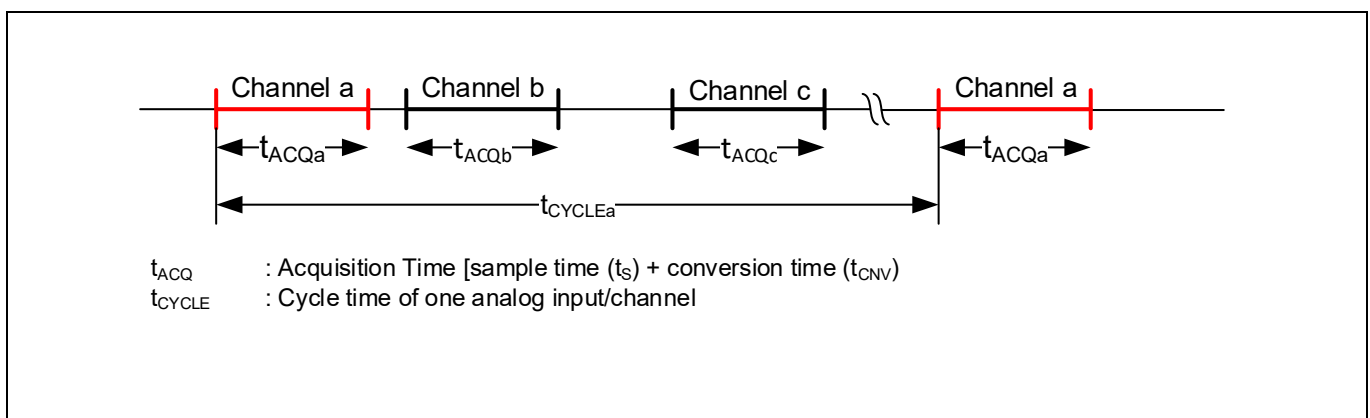 Channel a Channel b Channel c Channel a
tACQa tACQb tACQc tACQa
tCYCLEa
tACQ : Acquisition Time [sample time (tS) + conversion time (tCNV)
tCYCLE : Cycle time of one analog input/channel